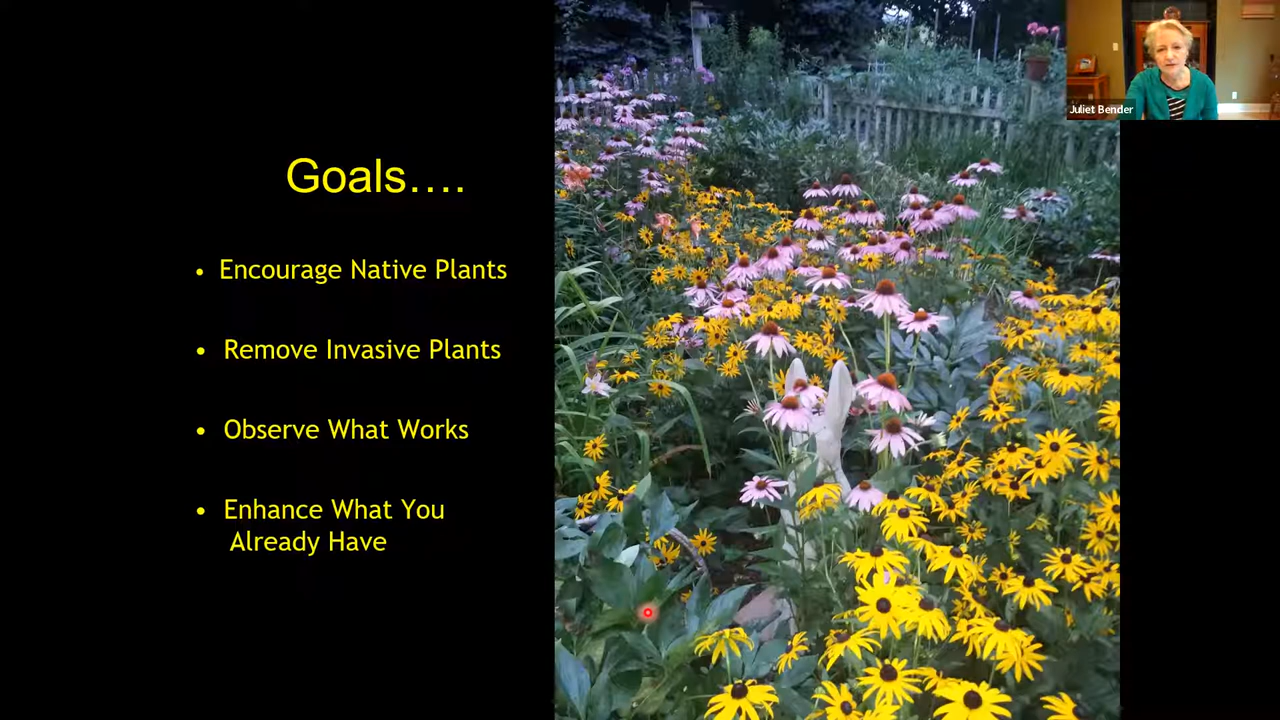 Goals….
• Encourage Native Plants
• Remove Invasive Plants
• Observe What Works
• Enhance What You
Already Have
Juliet Bender